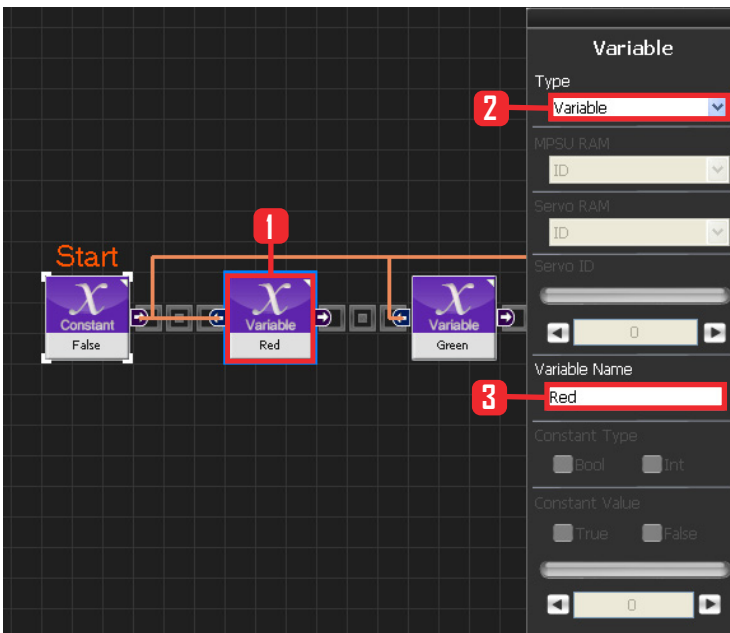 Start
Constant
False
1
Variable
Red
Variable
Green
Variable
Type
2
Variable
MPSU RAM
ID
Servo RAM
ID
Servo ID
0
Variable Name
3
Red
Constant Type
Bool Int
Constant Value
True False
0